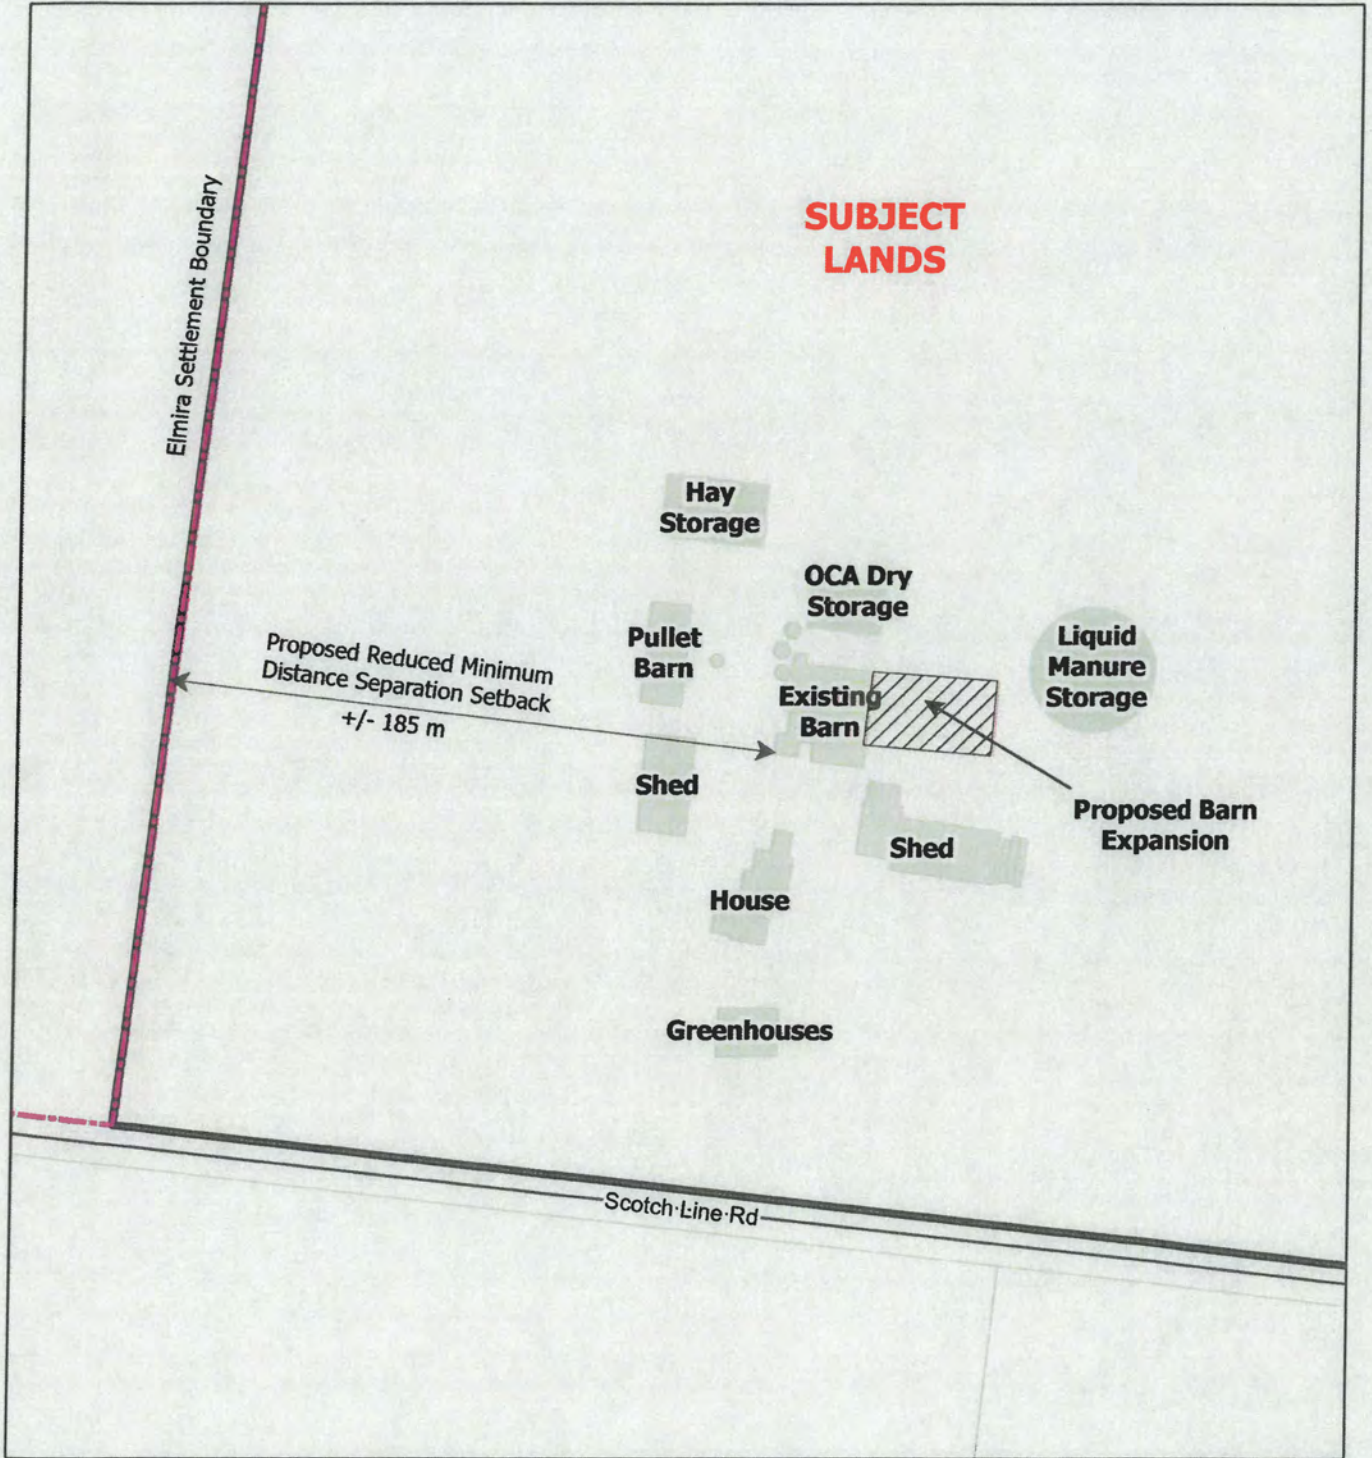 SUBJECT
LANDS
Elmira Settlement Boundary
Hay
Storage
OCA Dry
Storage
Pullet
Barn
Liquid
Manure
Storage
Proposed Reduced Minimum
Distance Separation Setback
+/- 185 m
Existing
Barn
Shed
Proposed Barn
Expansion
Shed
House
Greenhouses
Scotch Line Rd